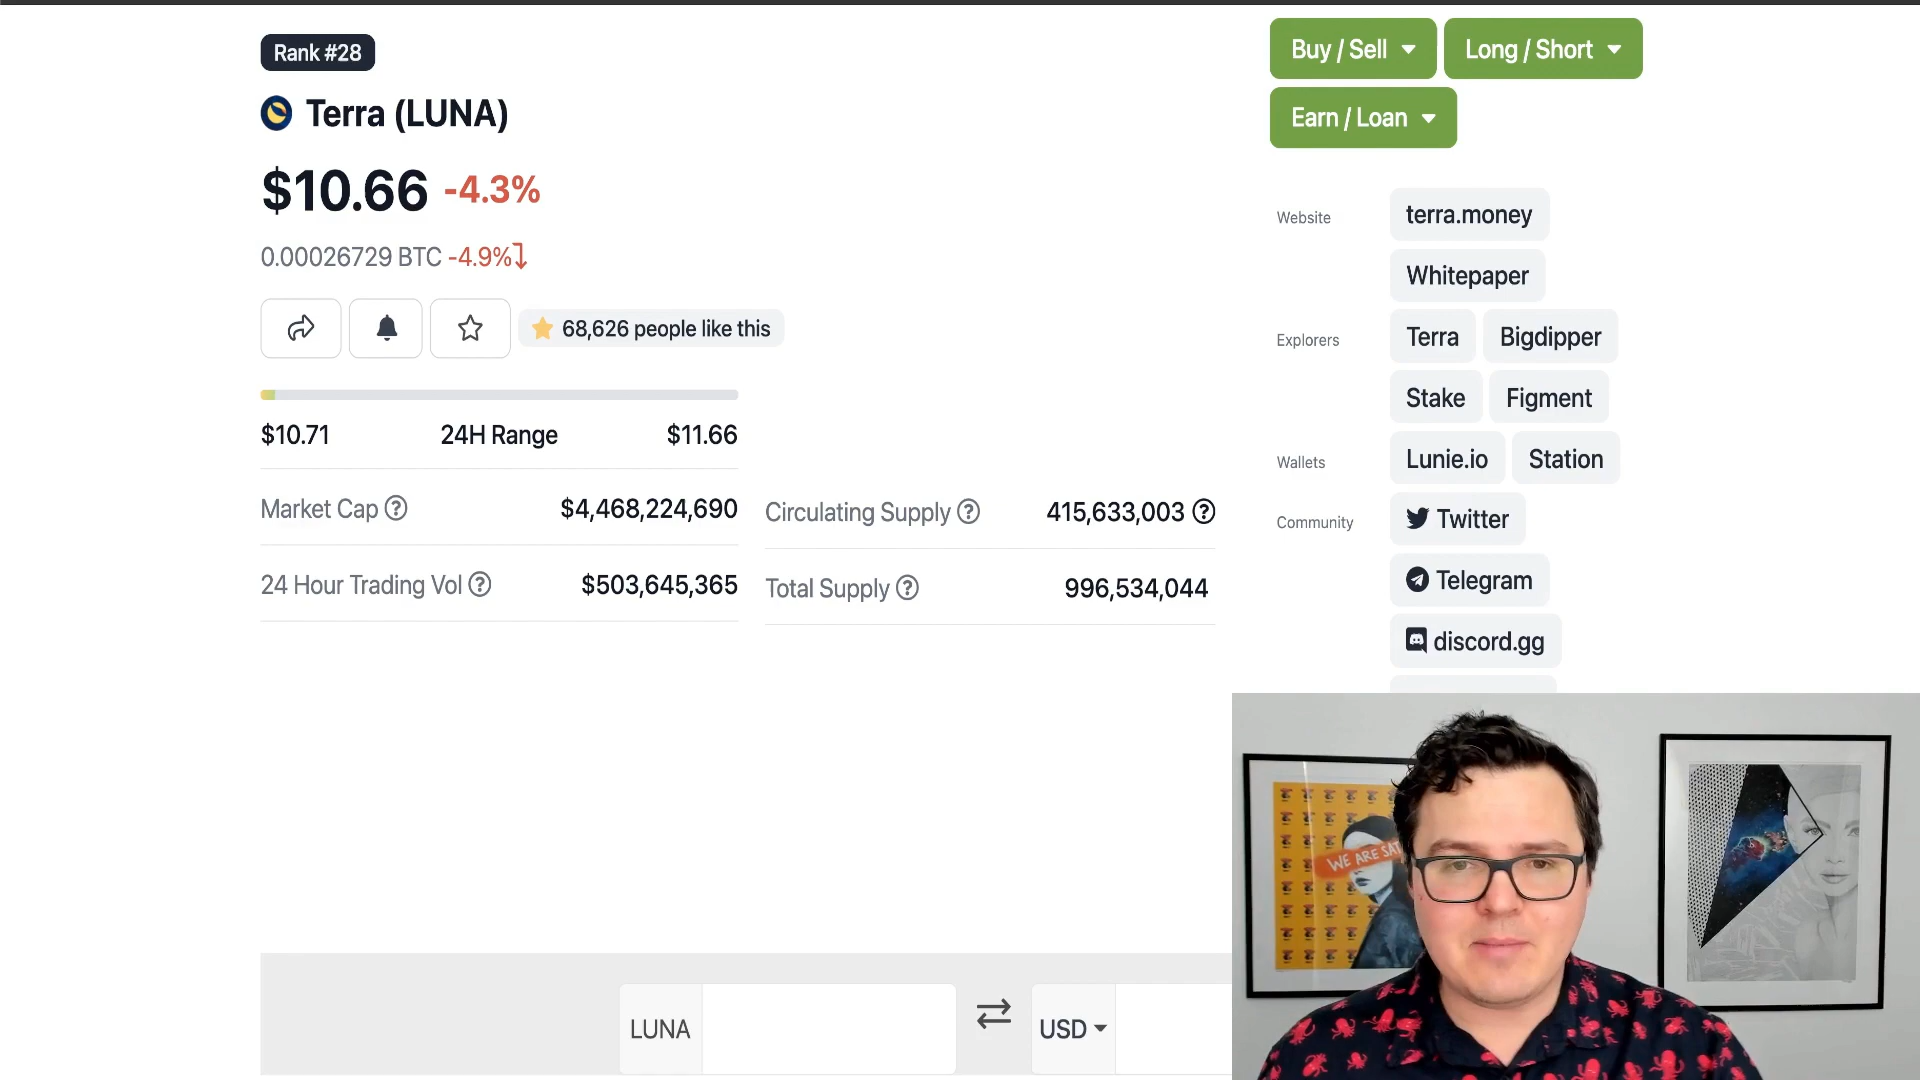 Rank #28
Terra (LUNA)
$10.66 -4.3%
0.00026729 BTC -4.9%
68,626 people like this
$10.71 24H Range $11.66
Market Cap $4,468,224,690
24 Hour Trading Vol $503,645,365
Circulating Supply 415,633,003
Total Supply 996,534,044
Buy / Sell Long / Short
Earn / Loan
Website terra.money
Whitepaper
Explorers Terra Bigdipper
Stake Figment
Wallets Lunie.io Station
Community Twitter
Telegram
discord.gg
LUNA USD
WE ARE SAT